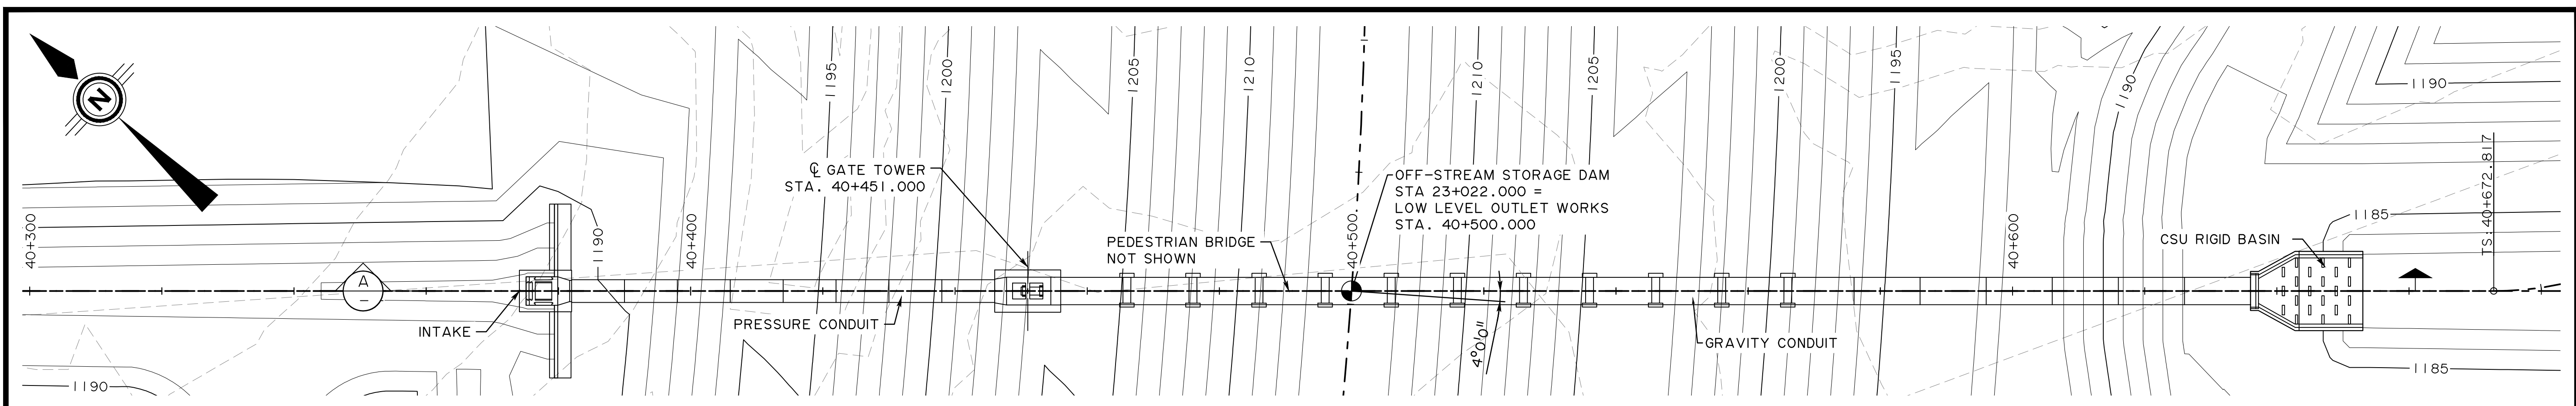 N
1195
1200
1205
1210
1210
1205
1200
1195
1190
1190
℄ GATE TOWER
STA. 40+451.000
OFF-STREAM STORAGE DAM
STA 23+022.000 =
LOW LEVEL OUTLET WORKS
STA. 40+500.000
TS:40+672.817
40+300
1190
40+400
PEDESTRIAN BRIDGE
NOT SHOWN
40+500.
40+600
CSU RIGID BASIN
1185
A
–
INTAKE
PRESSURE CONDUIT
4°0'0"
GRAVITY CONDUIT
1190
1185